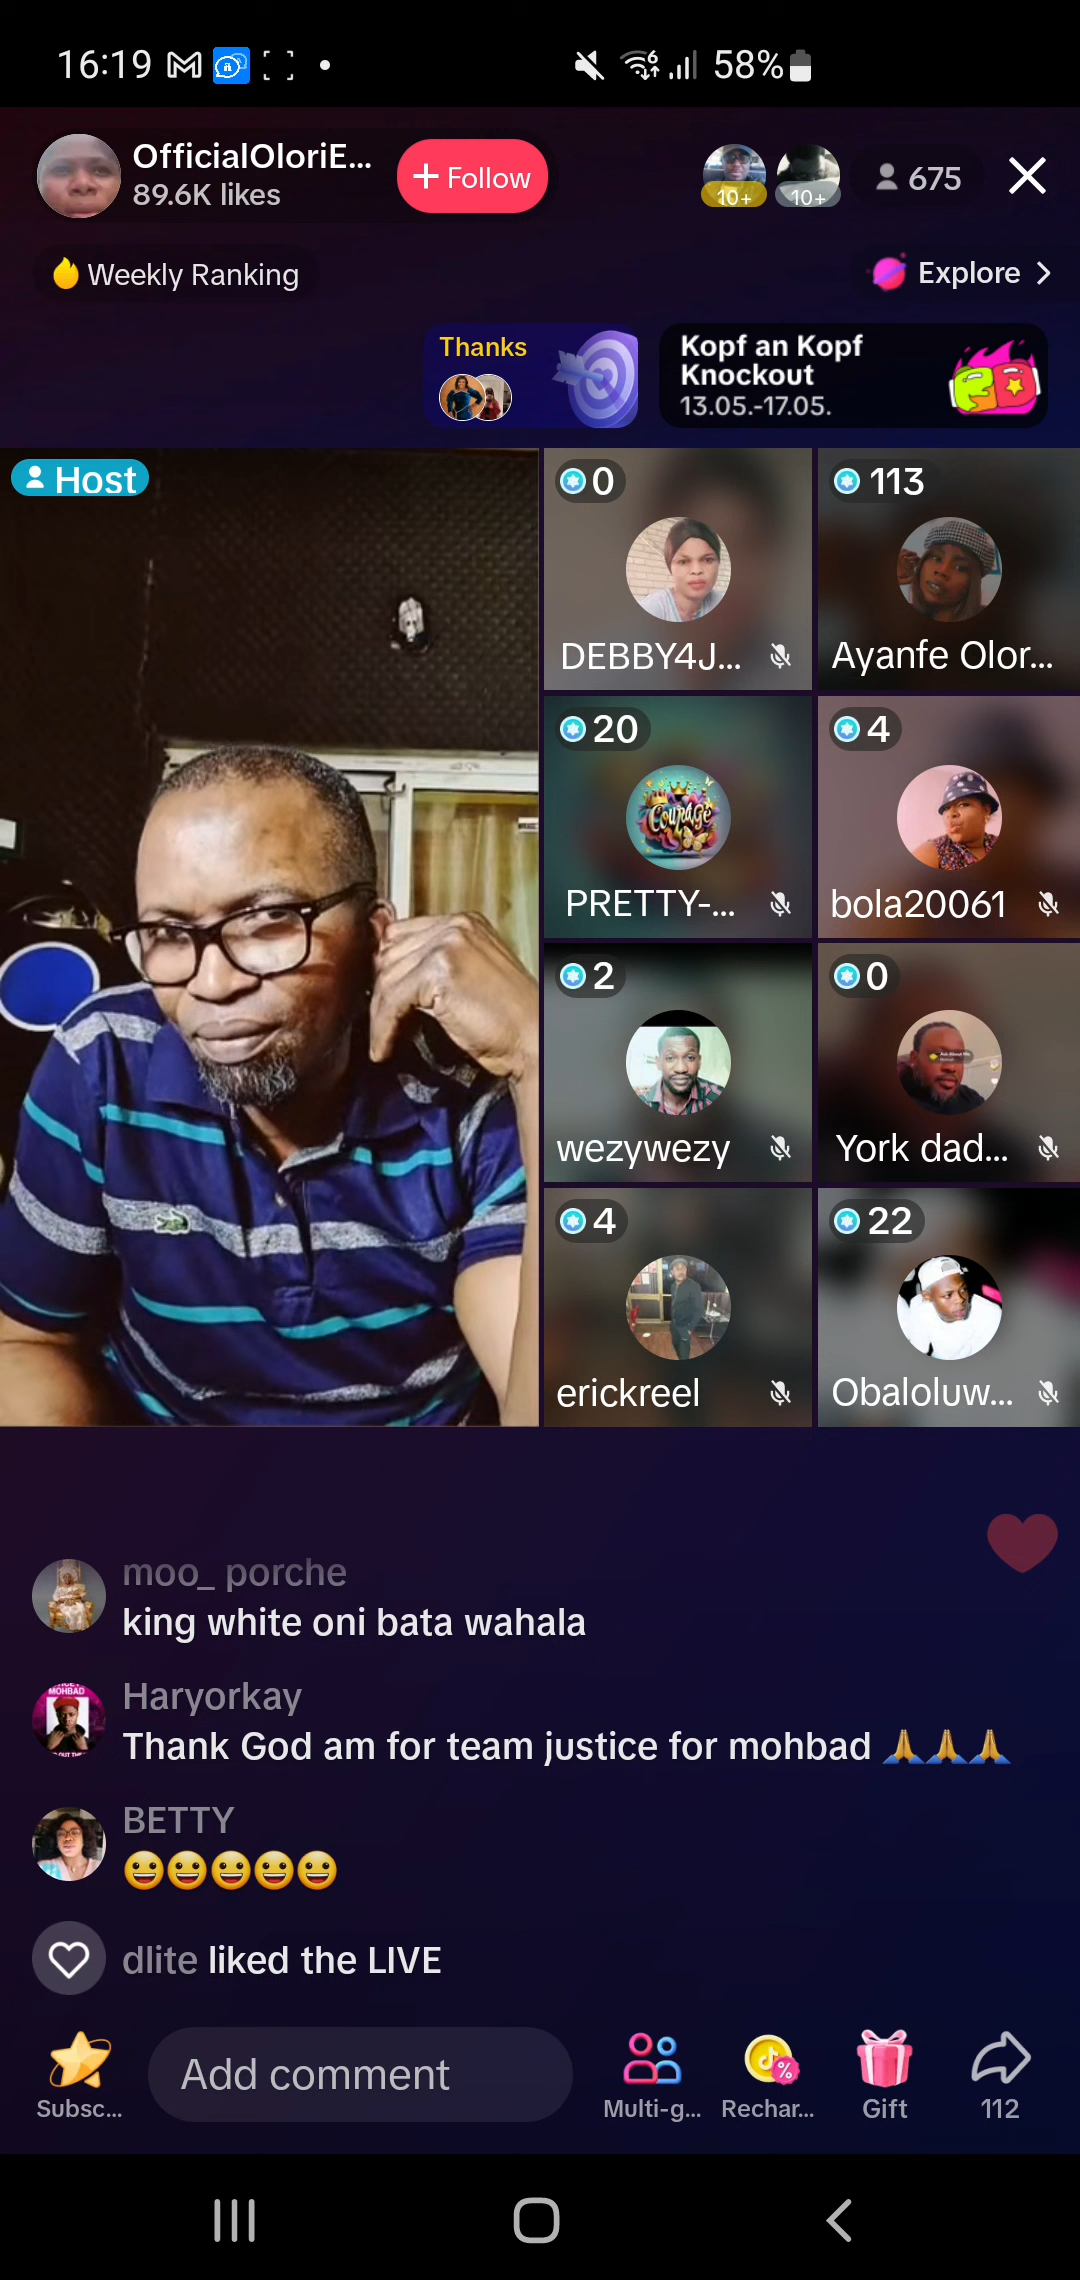 16:19
58%
OfficialOloriE...
89.6K likes
+ Follow
10+
10+
675
Weekly Ranking
Explore >
Thanks
Kopf an Kopf
Knockout
13.05.-17.05.
Host
0
DEBBY4J...
113
Ayanfe Olor...
20
Courage
PRETTY-...
4
bola20061
2
wezywezy
0
York dad...
4
erickreel
22
Obaloluw...
moo_ porche
king white oni bata wahala
MOHBAD
Haryorkay
Thank God am for team justice for mohbad 🙏🙏🙏
BETTY
😀😀😀😀😀
dlite liked the LIVE
Subsc...
Add comment
Multi-g...
Rechar...
Gift
112